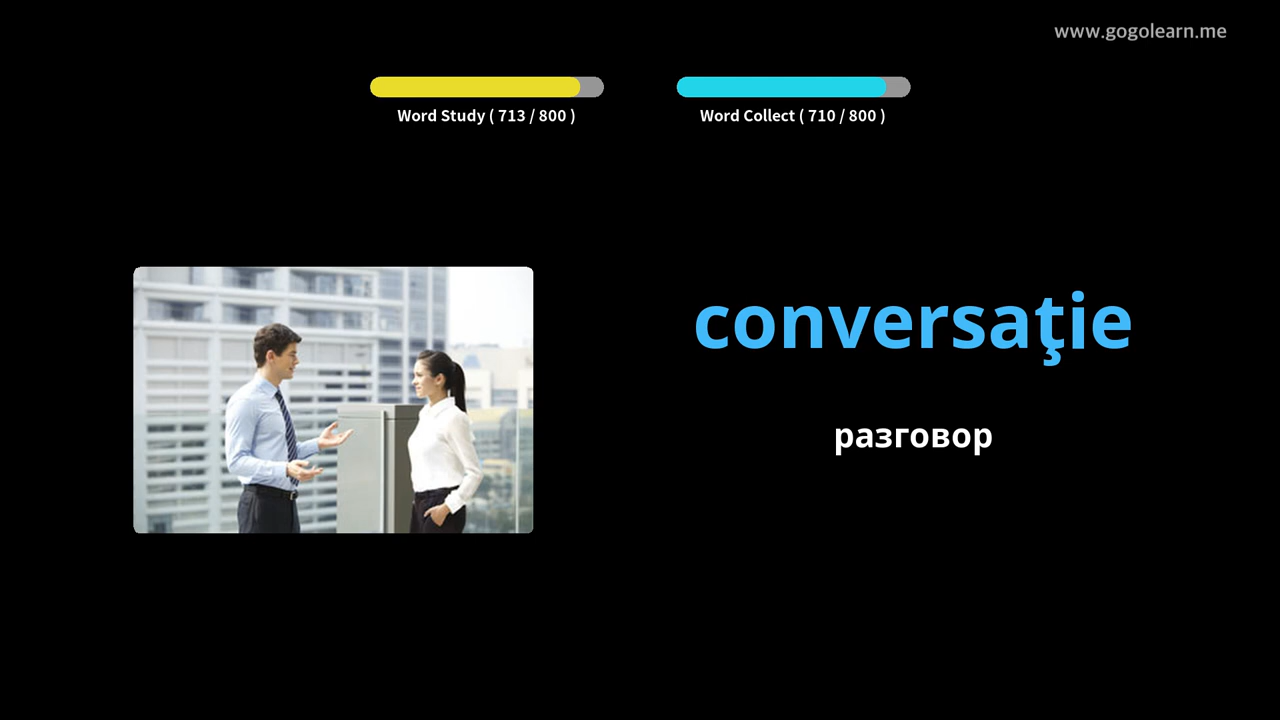 www.gogolearn.me
Word Study ( 713 / 800 )
Word Collect ( 710 / 800 )
conversaţie
разговор